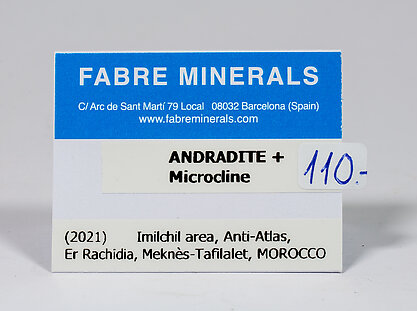 FABRE MINERALS
C/ Arc de Sant Martí 79 Local 08032 Barcelona (Spain)
www.fabreminerals.com
ANDRADITE +
Microcline
110.-
(2021) Imilchil area, Anti-Atlas,
Er Rachidia, Meknès-Tafilalet, MOROCCO